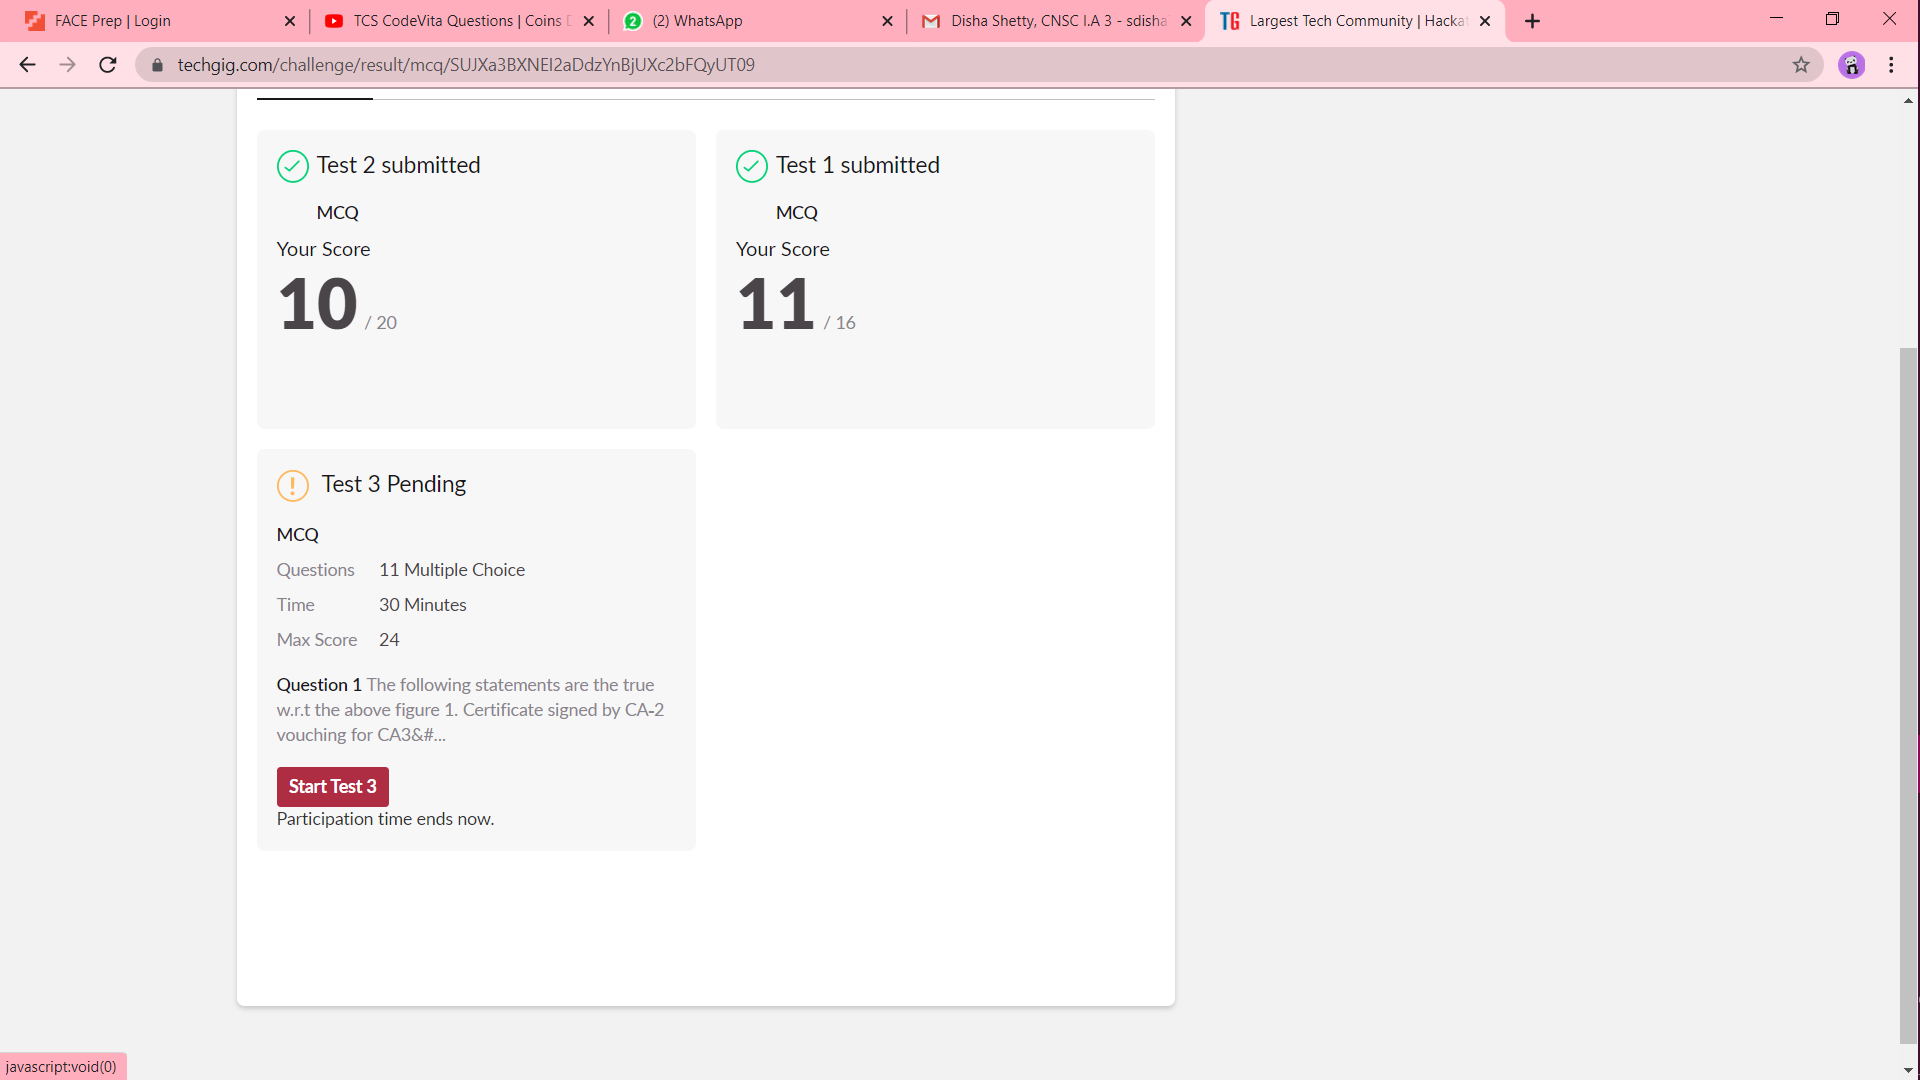 FACE Prep | Login
TCS CodeVita Questions | Coins
2 (2) WhatsApp
Disha Shetty, CNSC I.A 3 - sdisha
TG Largest Tech Community | Hacka
techgig.com/challenge/result/mcq/SUJXa3BXNEI2aDdzYnBjUXc2bFQyUT09
Test 2 submitted
MCQ
Your Score
10 / 20
Test 1 submitted
MCQ
Your Score
11 / 16
Test 3 Pending
MCQ
Questions 11 Multiple Choice
Time 30 Minutes
Max Score 24
Question 1 The following statements are the true
w.r.t the above figure 1. Certificate signed by CA-2
vouching for CA3&#...
Start Test 3
Participation time ends now.
javascript:void(0)